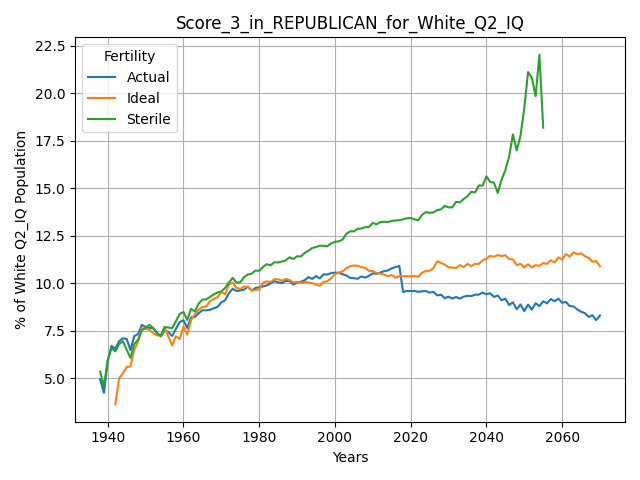 Score_3_in_REPUBLICAN_for_White_Q2_IQ
Fertility
Actual
Ideal
Sterile
% of White Q2_IQ Population
22.5
20.0
17.5
15.0
12.5
10.0
7.5
5.0
1940 1960 1980 2000 2020 2040 2060
Years